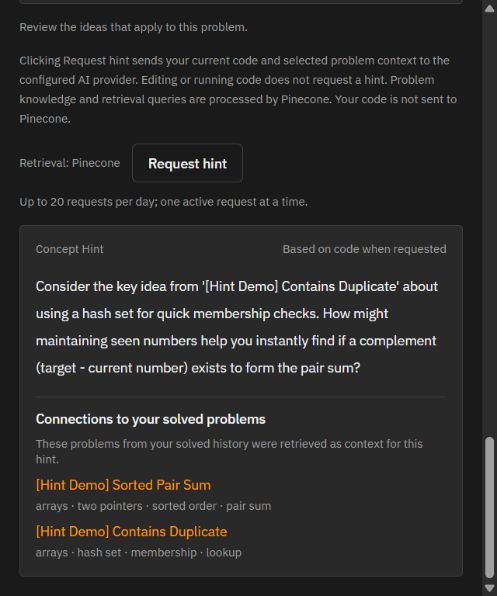 Review the ideas that apply to this problem.
Clicking Request hint sends your current code and selected problem context to the
configured AI provider. Editing or running code does not request a hint. Problem
knowledge and retrieval queries are processed by Pinecone. Your code is not sent to
Pinecone.
Retrieval: Pinecone
Request hint
Up to 20 requests per day; one active request at a time.
Concept Hint
Based on code when requested
Consider the key idea from '[Hint Demo] Contains Duplicate' about
using a hash set for quick membership checks. How might
maintaining seen numbers help you instantly find if a complement
(target - current number) exists to form the pair sum?
Connections to your solved problems
These problems from your solved history were retrieved as context for this
hint.
[Hint Demo] Sorted Pair Sum
arrays · two pointers · sorted order · pair sum
[Hint Demo] Contains Duplicate
arrays · hash set · membership · lookup